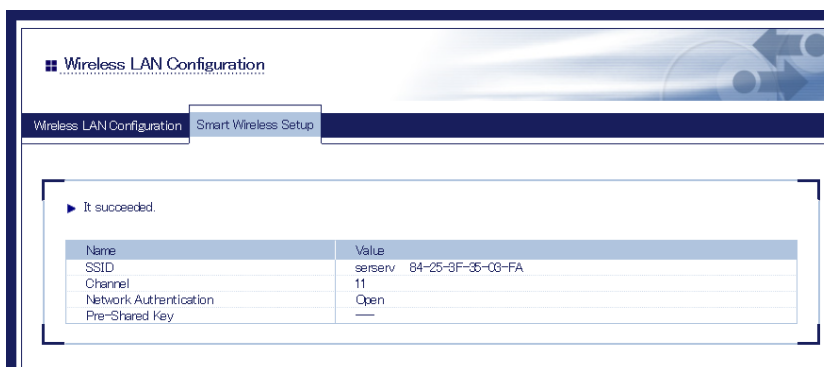 Wireless LAN Configuration
Wireless LAN Configuration Smart Wireless Setup
It succeeded.
Name Value
SSID serserv 84-25-3F-35-03-FA
Channel 11
Network Authentication Open
Pre-Shared Key ---